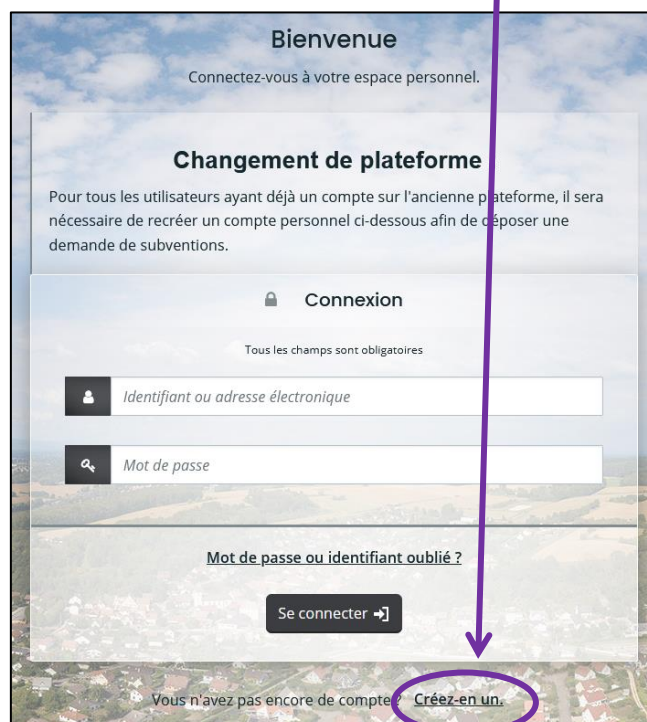 Bienvenue
Connectez-vous à votre espace personnel.
Changement de plateforme
Pour tous les utilisateurs ayant déjà un compte sur l'ancienne plateforme, il sera
nécessaire de recréer un compte personnel ci-dessous afin de déposer une
demande de subventions.
Connexion
Tous les champs sont obligatoires
Identifiant ou adresse électronique
Mot de passe
Mot de passe ou identifiant oublié ?
Se connecter
Vous n'avez pas encore de compte ? Créez-en un.